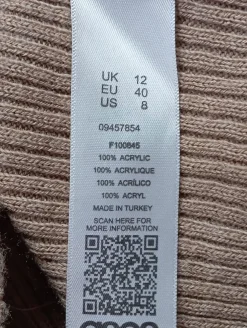 UK 12
EU 40
US 8
09457854
F100845
100% ACRYLIC
100% ACRYLIQUE
100% ACRÍLICO
100% ACRYL
MADE IN TURKEY
SCAN HERE FOR
MORE INFORMATION